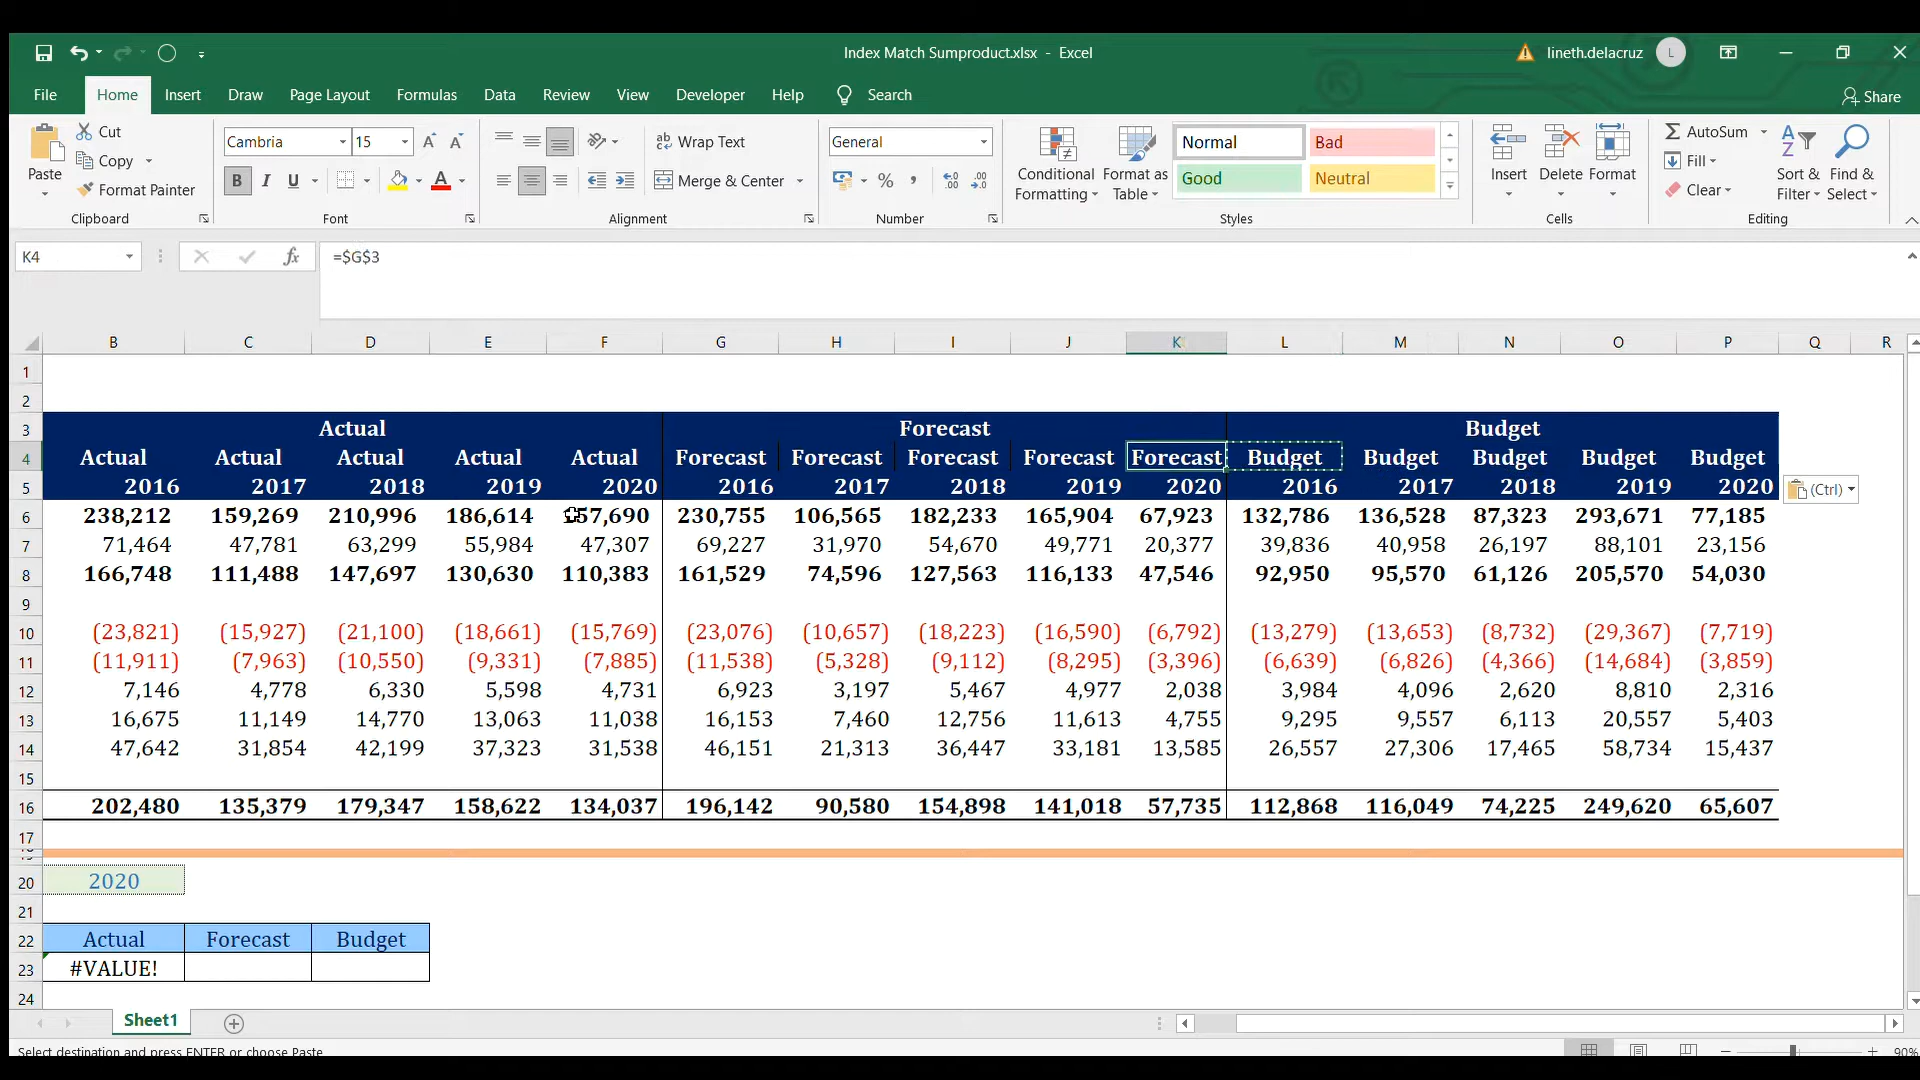 Index Match Sumproduct.xlsx - Excel
lineth.delacruz L
File Home Insert Draw Page Layout Formulas Data Review View Developer Help Search Share
Paste Cut Copy Format Painter
Cambria 15
B I U A
Wrap Text
Merge & Center
General
% ,
Conditional Formatting
Format as Table
Normal Bad Good Neutral
Insert Delete Format
AutoSum Fill Clear
Sort & Filter
Find & Select
Clipboard Font Alignment Number Styles Cells Editing
K4 fx =$G$3
B C D E F G H I J K L M N O P Q R
1
2
3 Actual Forecast Budget
4 Actual Actual Actual Actual Actual Forecast Forecast Forecast Forecast Forecast Budget Budget Budget Budget Budget
5 2016 2017 2018 2019 2020 2016 2017 2018 2019 2020 2016 2017 2018 2019 2020 (Ctrl)
6 238,212 159,269 210,996 186,614 57,690 230,755 106,565 182,233 165,904 67,923 132,786 136,528 87,323 293,671 77,185
7 71,464 47,781 63,299 55,984 47,307 69,227 31,970 54,670 49,771 20,377 39,836 40,958 26,197 88,101 23,156
8 166,748 111,488 147,697 130,630 110,383 161,529 74,596 127,563 116,133 47,546 92,950 95,570 61,126 205,570 54,030
9
10 (23,821) (15,927) (21,100) (18,661) (15,769) (23,076) (10,657) (18,223) (16,590) (6,792) (13,279) (13,653) (8,732) (29,367) (7,719)
11 (11,911) (7,963) (10,550) (9,331) (7,885) (11,538) (5,328) (9,112) (8,295) (3,396) (6,639) (6,826) (4,366) (14,684) (3,859)
12 7,146 4,778 6,330 5,598 4,731 6,923 3,197 5,467 4,977 2,038 3,984 4,096 2,620 8,810 2,316
13 16,675 11,149 14,770 13,063 11,038 16,153 7,460 12,756 11,613 4,755 9,295 9,557 6,113 20,557 5,403
14 47,642 31,854 42,199 37,323 31,538 46,151 21,313 36,447 33,181 13,585 26,557 27,306 17,465 58,734 15,437
15
16 202,480 135,379 179,347 158,622 134,037 196,142 90,580 154,898 141,018 57,735 112,868 116,049 74,225 249,620 65,607
17
20 2020
21
22 Actual Forecast Budget
23 #VALUE!
24
Sheet1
Select destination and press ENTER or choose Paste
90%